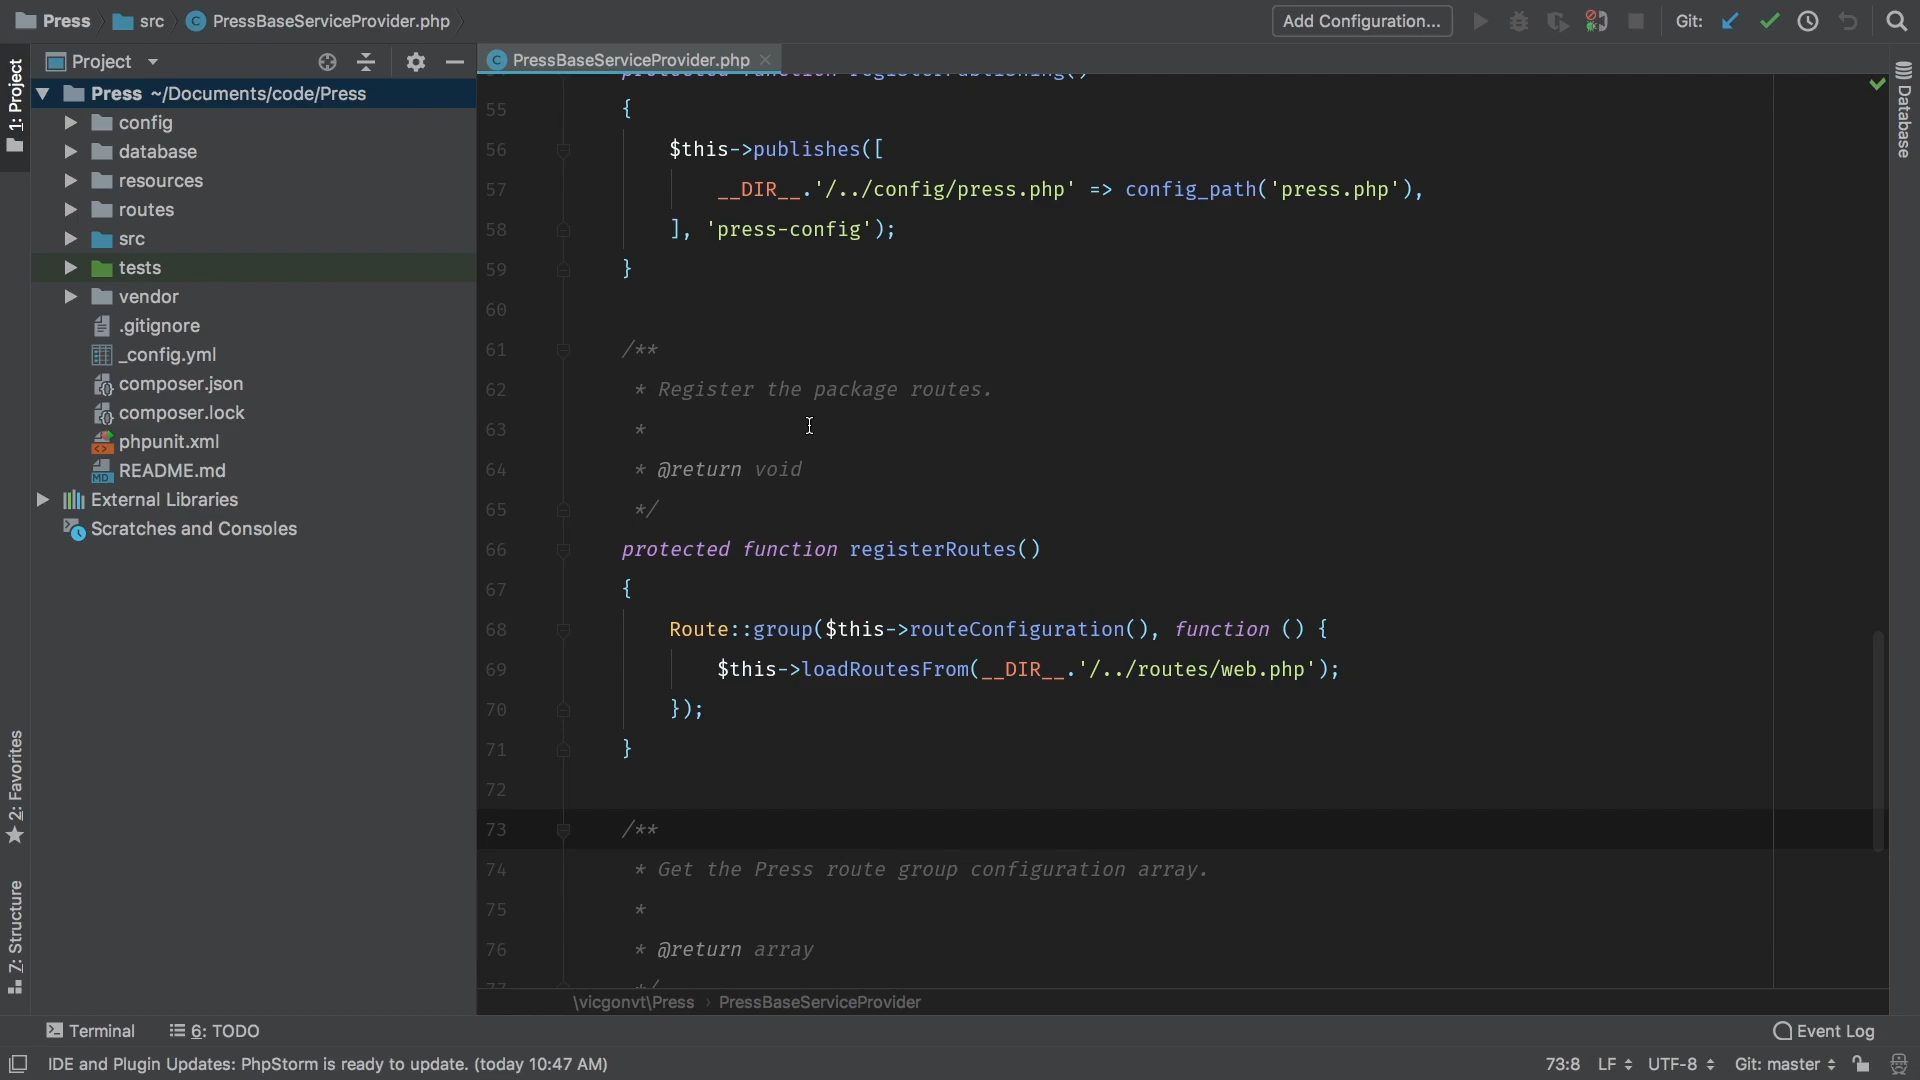 Press src PressBaseServiceProvider.php Add Configuration... Git:
1: Project
Project
PressBaseServiceProvider.php
Database
Press ~/Documents/code/Press
config
database
resources
routes
src
tests
vendor
.gitignore
_config.yml
composer.json
composer.lock
phpunit.xml
README.md
External Libraries
Scratches and Consoles
2: Favorites
Z: Structure
protected function registerPublishing()
55 {
56 $this->publishes([
57 __DIR__.'/../config/press.php' => config_path('press.php'),
58 ], 'press-config');
59 }
60
61 /**
62 * Register the package routes.
63 *
64 * @return void
65 */
66 protected function registerRoutes()
67 {
68 Route::group($this->routeConfiguration(), function () {
69 $this->loadRoutesFrom(__DIR__.'/../routes/web.php');
70 });
71 }
72
73 /**
74 * Get the Press route group configuration array.
75 *
76 * @return array
77 */
\vicgonvt\Press › PressBaseServiceProvider
Terminal 6: TODO Event Log
IDE and Plugin Updates: PhpStorm is ready to update. (today 10:47 AM) 73:8 LF UTF-8 Git: master